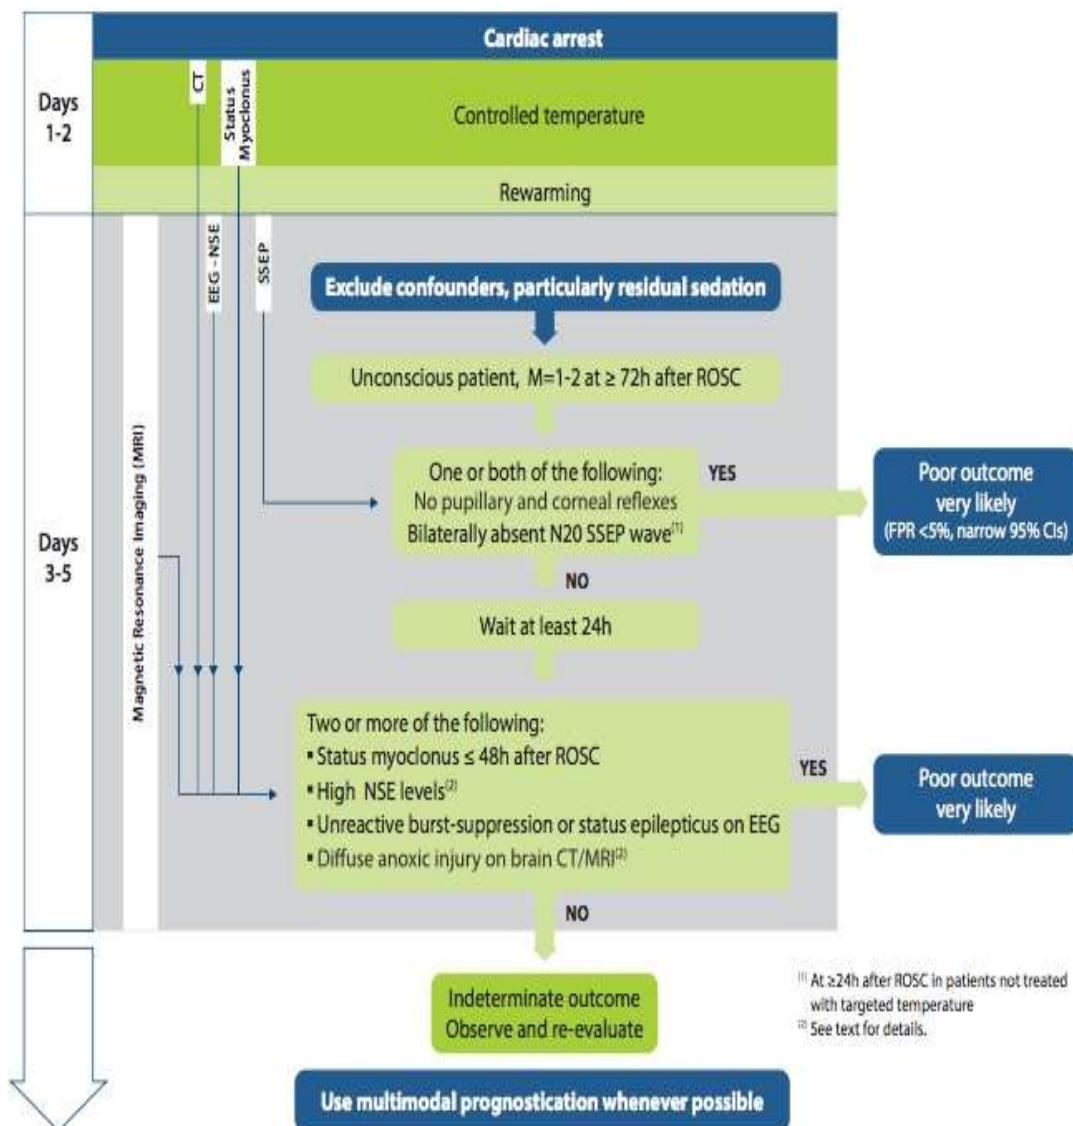 Cardiac arrest
Days
1-2
CT
Status
Myoclonus
Controlled temperature
Rewarming
Days
3-5
Magnetic Resonance Imaging (MRI)
EEG - NSE
SSEP
Exclude confounders, particularly residual sedation
Unconscious patient, M=1-2 at ≥ 72h after ROSC
One or both of the following:
No pupillary and corneal reflexes
Bilaterally absent N20 SSEP wave(1)
YES
Poor outcome
very likely
(FPR <5%, narrow 95% CIs)
NO
Wait at least 24h
Two or more of the following:
▪ Status myoclonus ≤ 48h after ROSC
▪ High NSE levels(2)
▪ Unreactive burst-suppression or status epilepticus on EEG
▪ Diffuse anoxic injury on brain CT/MRI(2)
YES
Poor outcome
very likely
NO
Indeterminate outcome
Observe and re-evaluate
(1) At ≥24h after ROSC in patients not treated
with targeted temperature
(2) See text for details.
Use multimodal prognostication whenever possible